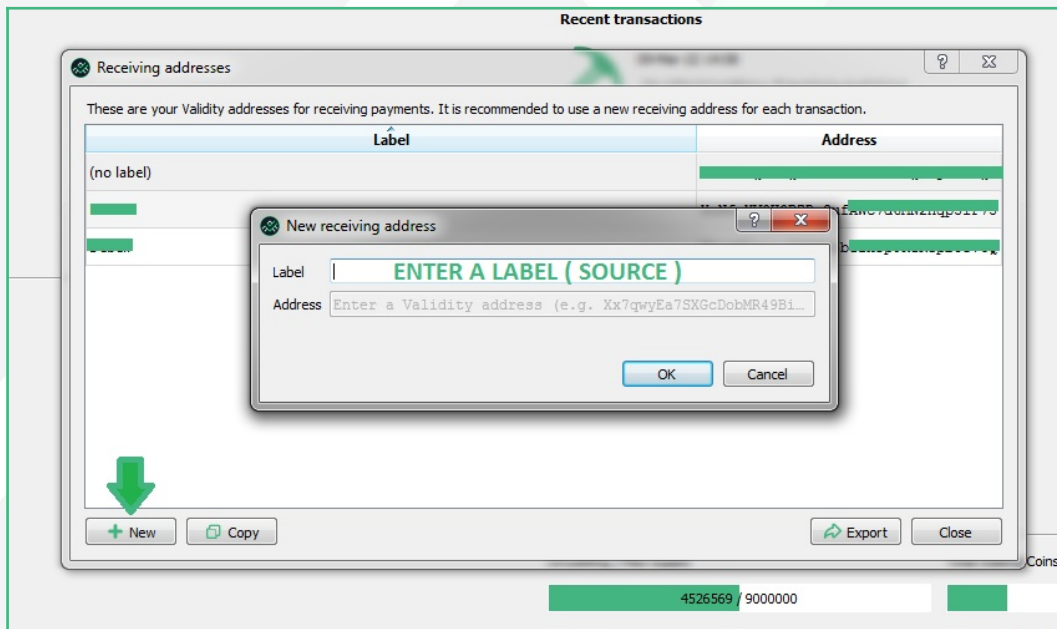 Recent transactions
Receiving addresses
These are your Validity addresses for receiving payments. It is recommended to use a new receiving address for each transaction.
Label
Address
(no label)
New receiving address
Label
ENTER A LABEL ( SOURCE )
Address
Enter a Validity address (e.g. Xx7qwyEa7SXGcDobMR49Bi…
OK
Cancel
New
Copy
Export
Close
Coins
4526569 / 9000000